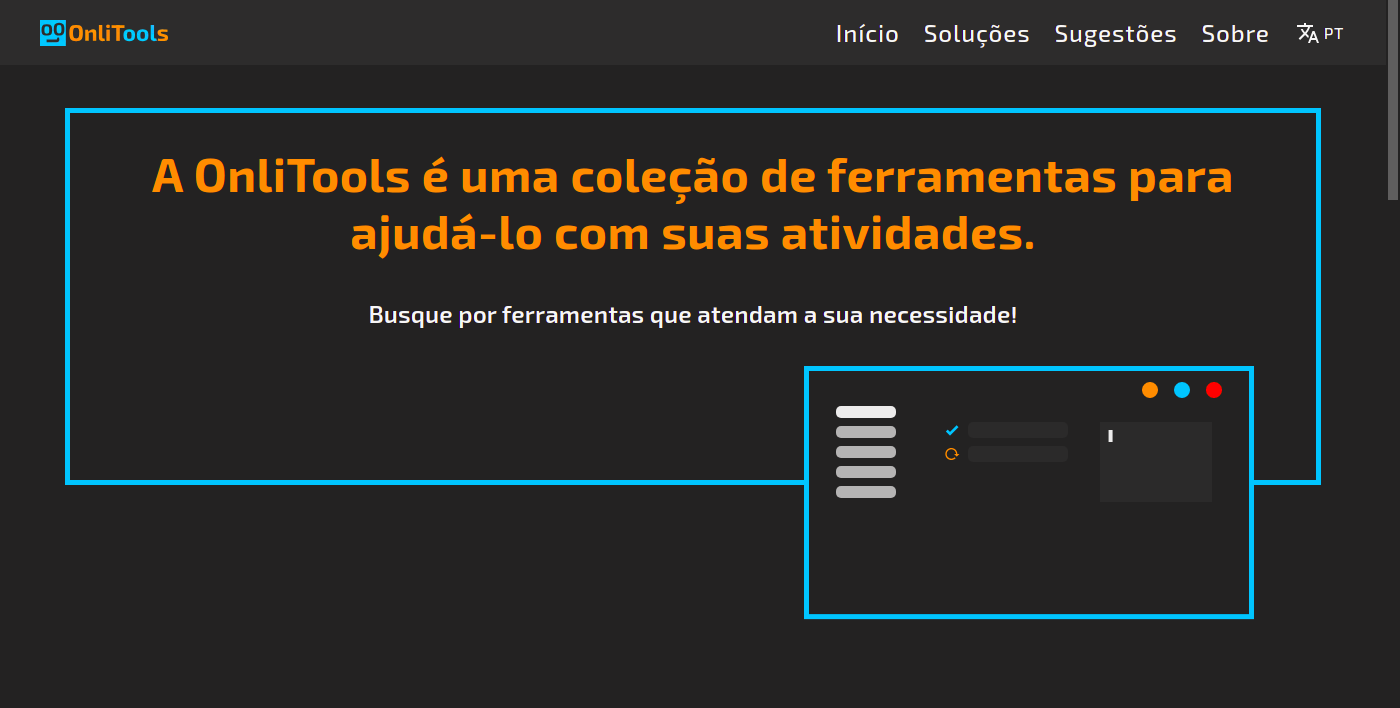 OnliTools
Início Soluções Sugestões Sobre PT
A OnliTools é uma coleção de ferramentas para
ajudá-lo com suas atividades.
Busque por ferramentas que atendam a sua necessidade!